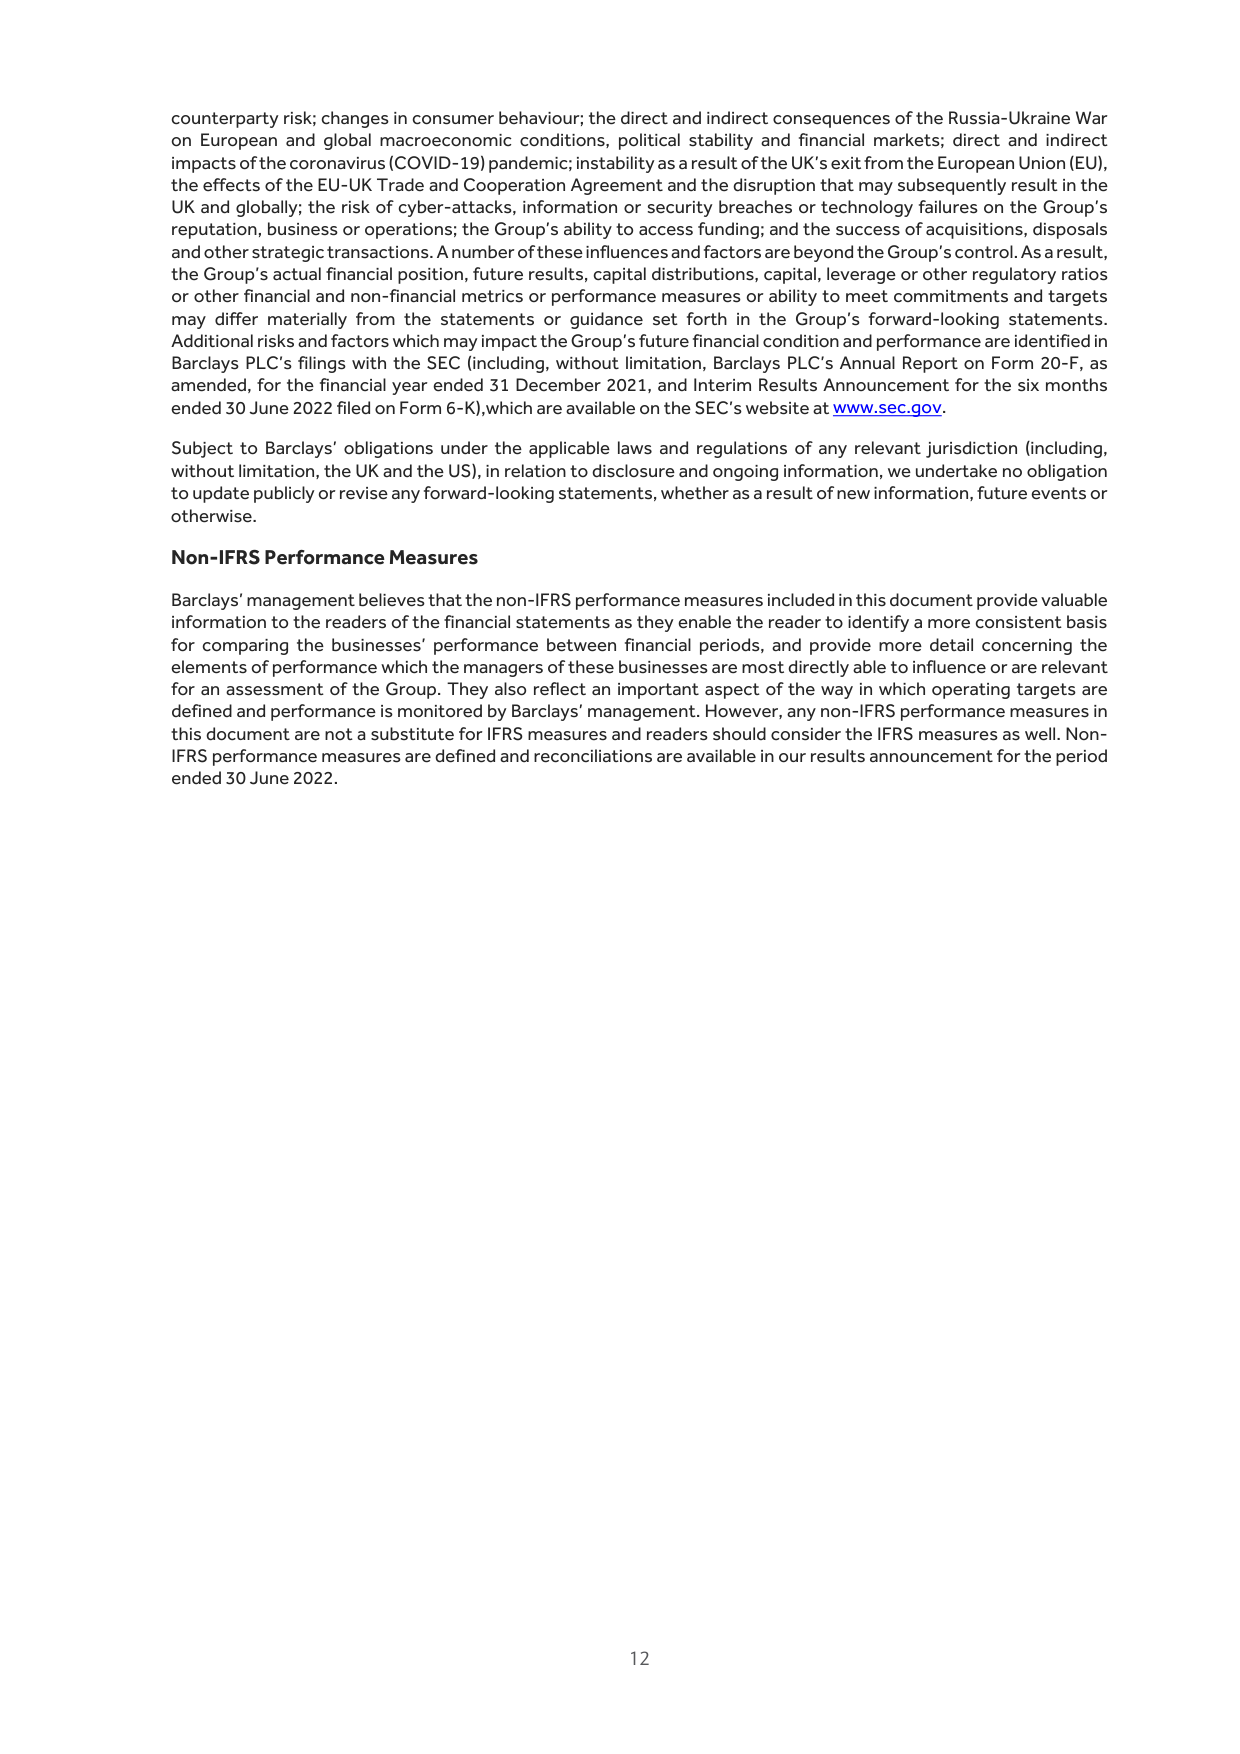 counterparty risk; changes in consumer behaviour; the direct and indirect consequences of the Russia-Ukraine War
on European and global macroeconomic conditions, political stability and financial markets; direct and indirect
impacts of the coronavirus (COVID-19) pandemic; instability as a result of the UK's exit from the European Union (EU),
the effects of the EU-UK Trade and Cooperation Agreement and the disruption that may subsequently result in the
UK and globally; the risk of cyber-attacks, information or security breaches or technology failures on the Group's
reputation, business or operations; the Group's ability to access funding; and the success of acquisitions, disposals
and other strategic transactions. A number of these influences and factors are beyond the Group's control. As a result,
the Group's actual financial position, future results, capital distributions, capital, leverage or other regulatory ratios
or other financial and non-financial metrics or performance measures or ability to meet commitments and targets
may differ materially from the statements or guidance set forth in the Group's forward-looking statements.
Additional risks and factors which may impact the Group's future financial condition and performance are identified in
Barclays PLC's filings with the SEC (including, without limitation, Barclays PLC's Annual Report on Form 20-F, as
amended, for the financial year ended 31 December 2021, and Interim Results Announcement for the six months
ended 30 June 2022 filed on Form 6-K),which are available on the SEC's website at www.sec.gov.
Subject to Barclays' obligations under the applicable laws and regulations of any relevant jurisdiction (including,
without limitation, the UK and the US), in relation to disclosure and ongoing information, we undertake no obligation
to update publicly or revise any forward-looking statements, whether as a result of new information, future events or
otherwise.
Non-IFRS Performance Measures
Barclays' management believes that the non-IFRS performance measures included in this document provide valuable
information to the readers of the financial statements as they enable the reader to identify a more consistent basis
for comparing the businesses' performance between financial periods, and provide more detail concerning the
elements of performance which the managers of these businesses are most directly able to influence or are relevant
for an assessment of the Group. They also reflect an important aspect of the way in which operating targets are
defined and performance is monitored by Barclays' management. However, any non-IFRS performance measures in
this document are not a substitute for IFRS measures and readers should consider the IFRS measures as well. Non-
IFRS performance measures are defined and reconciliations are available in our results announcement for the period
ended 30 June 2022.
12